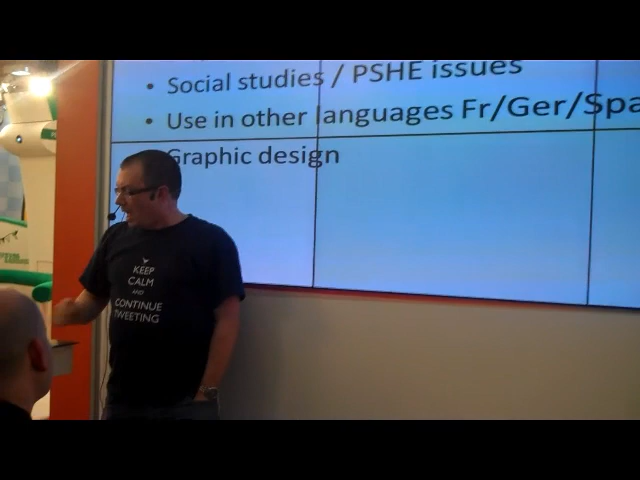 • Social studies / PSHE issues
• Use in other languages Fr/Ger/Spa
Graphic design
KEEP
CALM
AND
CONTINUE
TWEETING